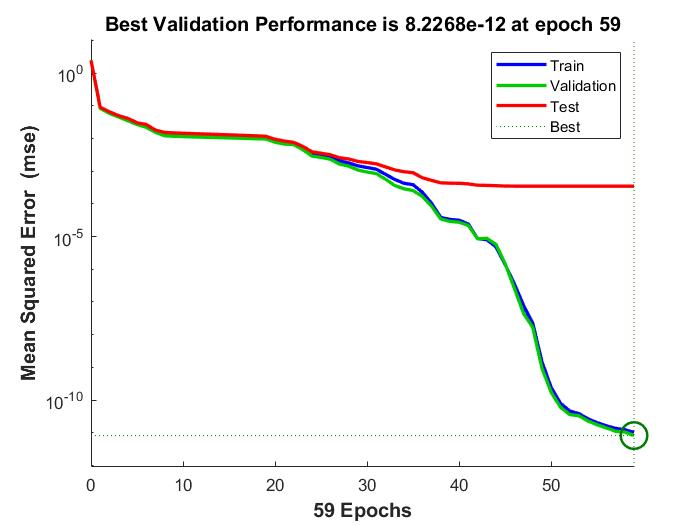 Best Validation Performance is 8.2268e-12 at epoch 59
Mean Squared Error (mse)
10^0
10^-5
10^-10
Train
Validation
Test
Best
0 10 20 30 40 50
59 Epochs